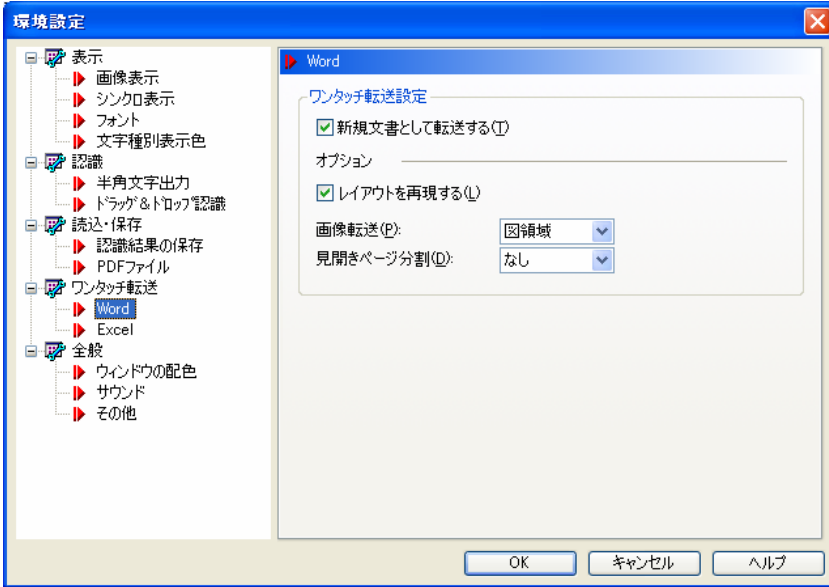 環境設定
表示
画像表示
シンクロ表示
フォント
文字種別表示色
認識
半角文字出力
ﾄﾞﾗｯｸﾞ&ﾄﾞﾛｯﾌﾟ認識
読込・保存
認識結果の保存
PDFファイル
ワンタッチ転送
Word
Excel
全般
ウィンドウの配色
サウンド
その他
Word
ワンタッチ転送設定
新規文書として転送する(T)
オプション
レイアウトを再現する(L)
画像転送(P): 図領域
見開きページ分割(D): なし
OK キャンセル ヘルプ